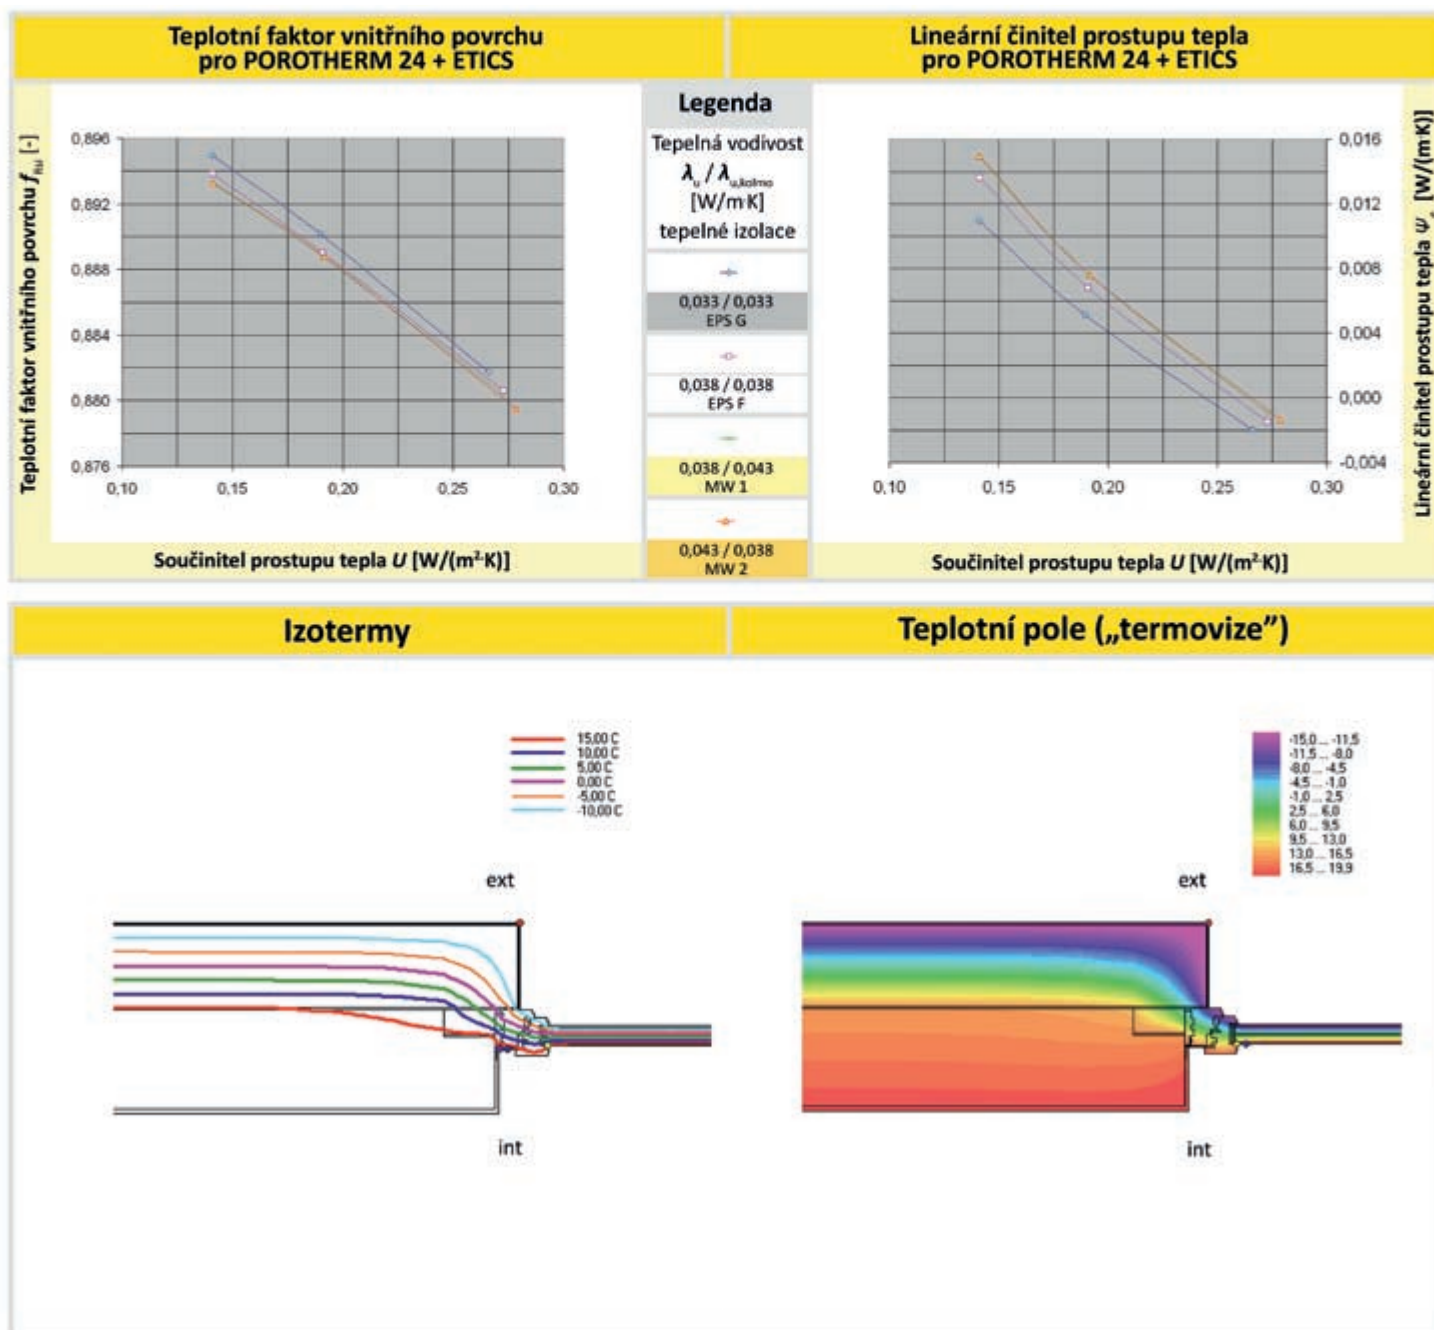 Teplotní faktor vnitřního povrchu
pro POROTHERM 24 + ETICS
Lineární činitel prostupu tepla
pro POROTHERM 24 + ETICS
Teplotní faktor vnitřního povrchu f [-]
0,896
0,892
0,888
0,884
0,880
0,876
0,10
0,15
0,20
0,25
0,30
Součinitel prostupu tepla U [W/(m²·K)]
Legenda
Tepelná vodivost
λu / λu,kolmo
[W/m·K]
tepelné izolace
0,033 / 0,033
EPS G
0,038 / 0,038
EPS F
0,038 / 0,043
MW 1
0,043 / 0,038
MW 2
0,016
0,012
0,008
0,004
0,000
-0,004
0,10
0,15
0,20
0,25
0,30
Lineární činitel prostupu tepla Ψ [W/(m·K)]
Součinitel prostupu tepla U [W/(m²·K)]
Izotermy
Teplotní pole („termovize”)
15,00 C
10,00 C
5,00 C
0,00 C
-5,00 C
-10,00 C
ext
int
-15,0 ... -11,5
-11,5 ... -8,0
-8,0 ... -4,5
-4,5 ... -1,0
-1,0 ... 2,5
2,5 ... 6,0
6,0 ... 9,5
9,5 ... 13,0
13,0 ... 16,5
16,5 ... 19,9
ext
int